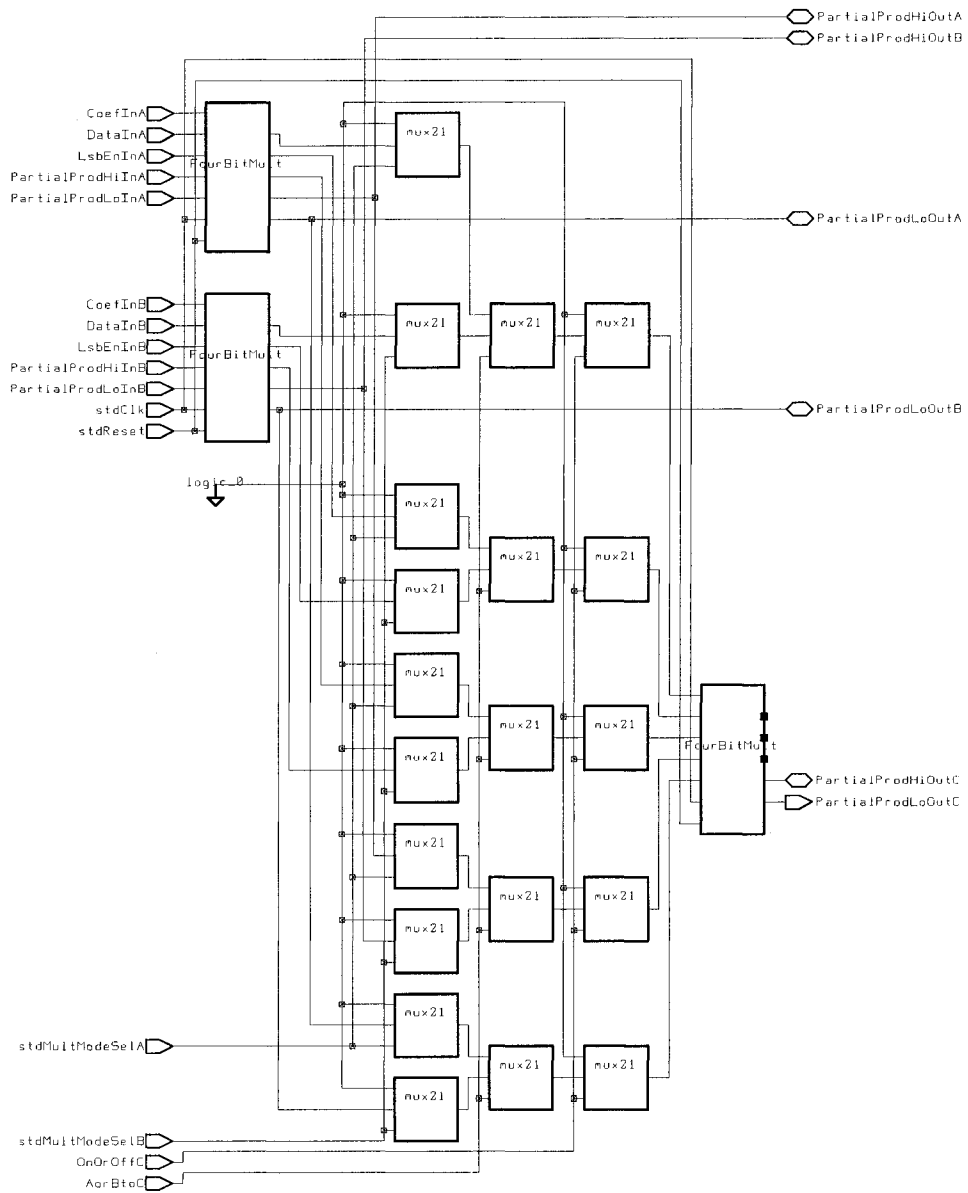 PartialProdHiOutA
PartialProdHiOutB
CoefInA
DataInA
LsbEnInA
PartialProdHiInA
PartialProdLoInA
FourBitMult
mux21
PartialProdLoOutA
CoefInB
DataInB
LsbEnInB
PartialProdHiInB
PartialProdLoInB
stdClk
stdReset
FourBitMult
mux21
mux21
mux21
PartialProdLoOutB
logic_0
mux21
mux21
mux21
mux21
mux21
mux21
mux21
FourBitMult
mux21
PartialProdHiOutC
PartialProdLoOutC
mux21
mux21
mux21
mux21
mux21
stdMultModeSelA
mux21
mux21
mux21
stdMultModeSelB
OnOrOffC
AorBtoC